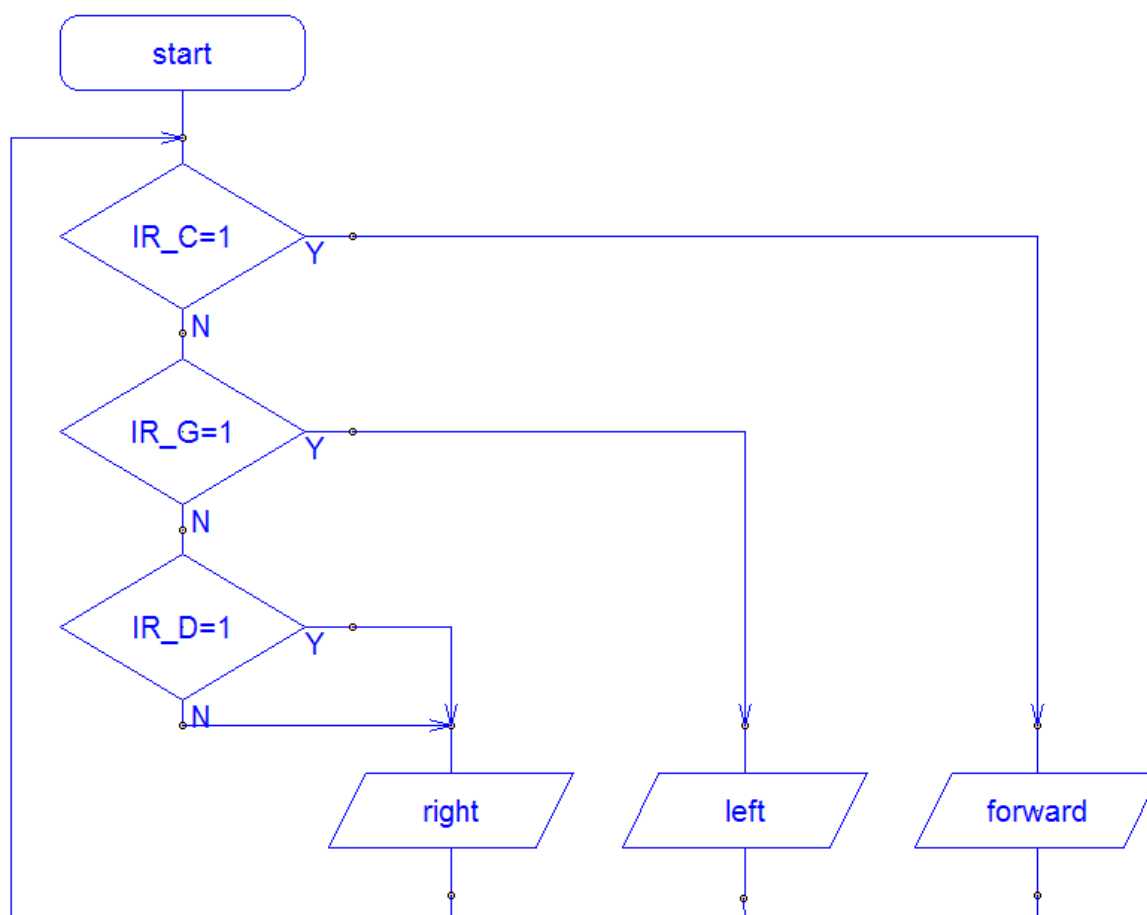 start
IR_C=1
Y
N
IR_G=1
Y
N
IR_D=1
Y
N
right
left
forward